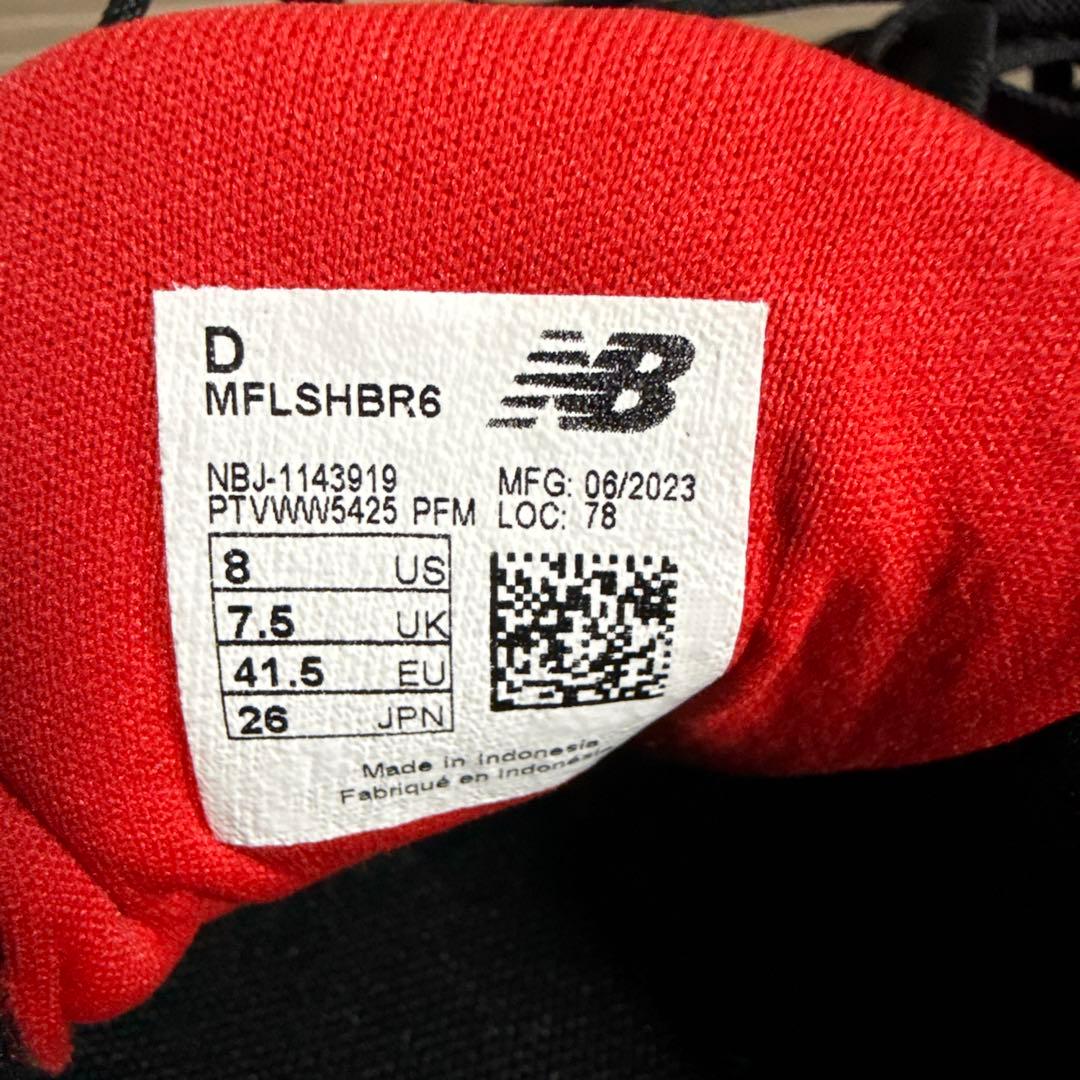 D
MFLSHBR6
NB
NBJ-1143919
PTVWW5425 PFM
MFG: 06/2023
LOC: 78
8 US
7.5 UK
41.5 EU
26 JPN
Made in Indonesia
Fabriqué en Indonésie